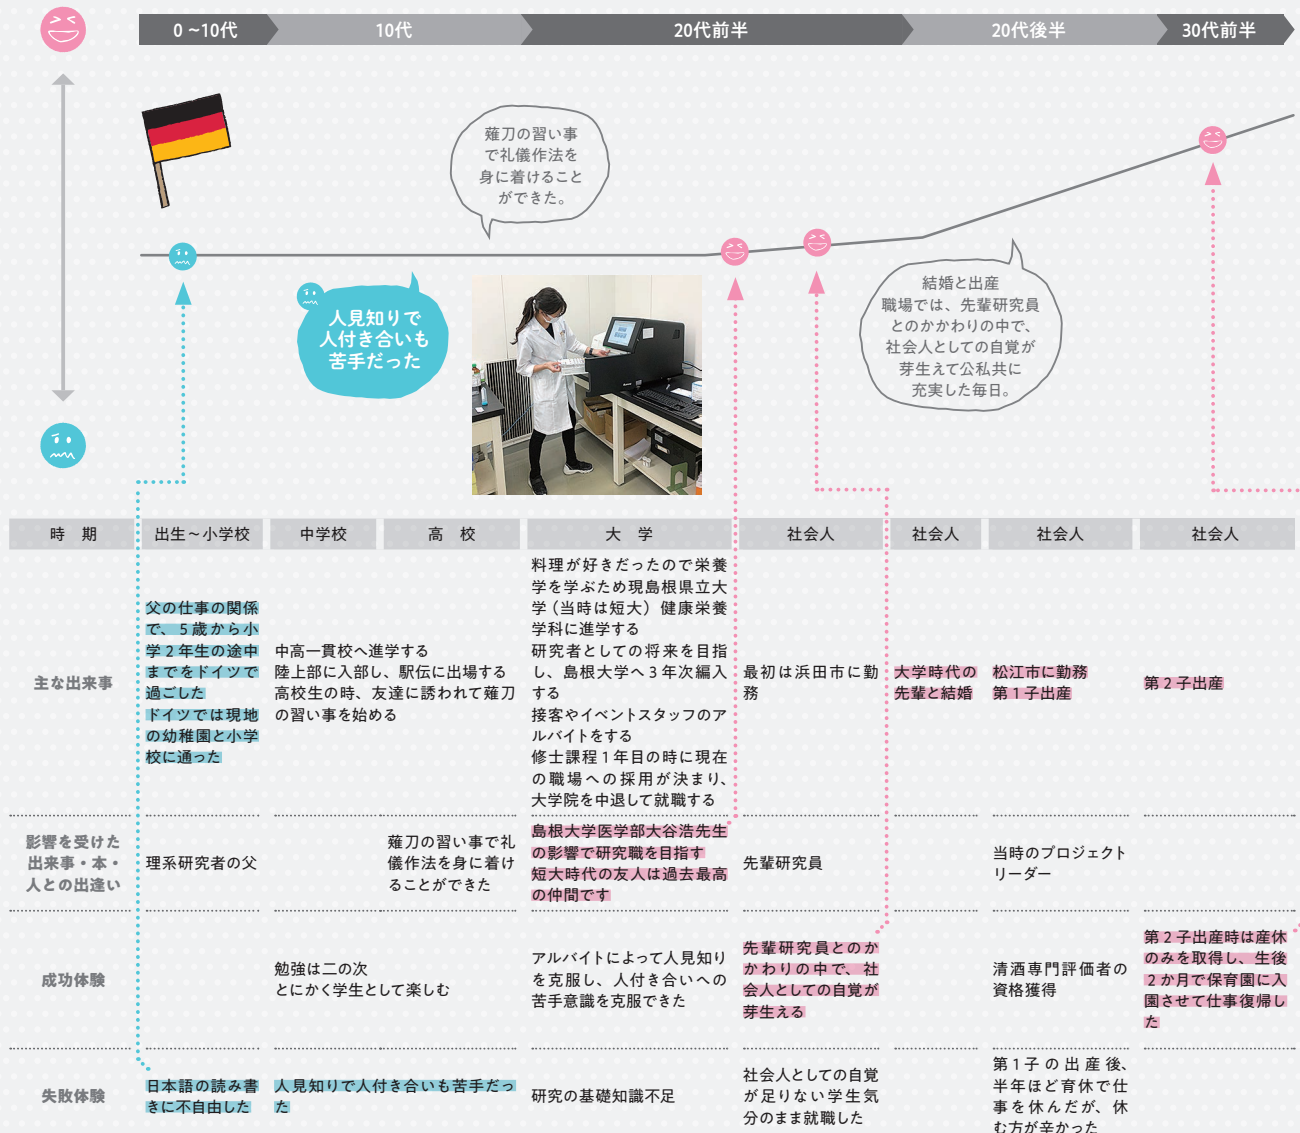 0 ~10代
10代
20代前半
20代後半
30代前半
薙刀の習い事
で礼儀作法を
身に着けること
ができた。
人見知りで
人付き合いも
苦手だった
結婚と出産
職場では、先輩研究員
とのかかわりの中で、
社会人としての自覚が
芽生えて公私共に
充実した毎日。
時　期
出生～小学校
中学校
高　校
大　学
社会人
社会人
社会人
社会人
主な出来事
父の仕事の関係
で、5歳から小
学2年生の途中
までをドイツで
過ごした
ドイツでは現地
の幼稚園と小学
校に通った
中高一貫校へ進学する
陸上部に入部し、駅伝に出場する
高校生の時、友達に誘われて薙刀
の習い事を始める
料理が好きだったので栄養
学を学ぶため現島根県立大
学（当時は短大）健康栄養
学科に進学する
研究者としての将来を目指
し、島根大学へ3年次編入
する
接客やイベントスタッフのア
ルバイトをする
修士課程1年目の時に現在
の職場への採用が決まり、
大学院を中退して就職する
最初は浜田市に勤
務
大学時代の
先輩と結婚
松江市に勤務
第1子出産
第2子出産
影響を受けた
出来事・本・
人との出逢い
理系研究者の父
薙刀の習い事で礼
儀作法を身に着け
ることができた
島根大学医学部大谷浩先生
の影響で研究職を目指す
短大時代の友人は過去最高
の仲間です
先輩研究員
当時のプロジェクト
リーダー
成功体験
勉強は二の次
とにかく学生として楽しむ
アルバイトによって人見知り
を克服し、人付き合いへの
苦手意識を克服できた
先輩研究員とのか
かわりの中で、社
会人としての自覚が
芽生える
清酒専門評価者の
資格獲得
第2子出産時は産休
のみを取得し、生後
2か月で保育園に入
園させて仕事復帰し
た
失敗体験
日本語の読み書
きに不自由した
人見知りで人付き合いも苦手だっ
た
研究の基礎知識不足
社会人としての自覚
が足りない学生気
分のまま就職した
第1子の出産後、
半年ほど育休で仕
事を休んだが、休
む方が辛かった